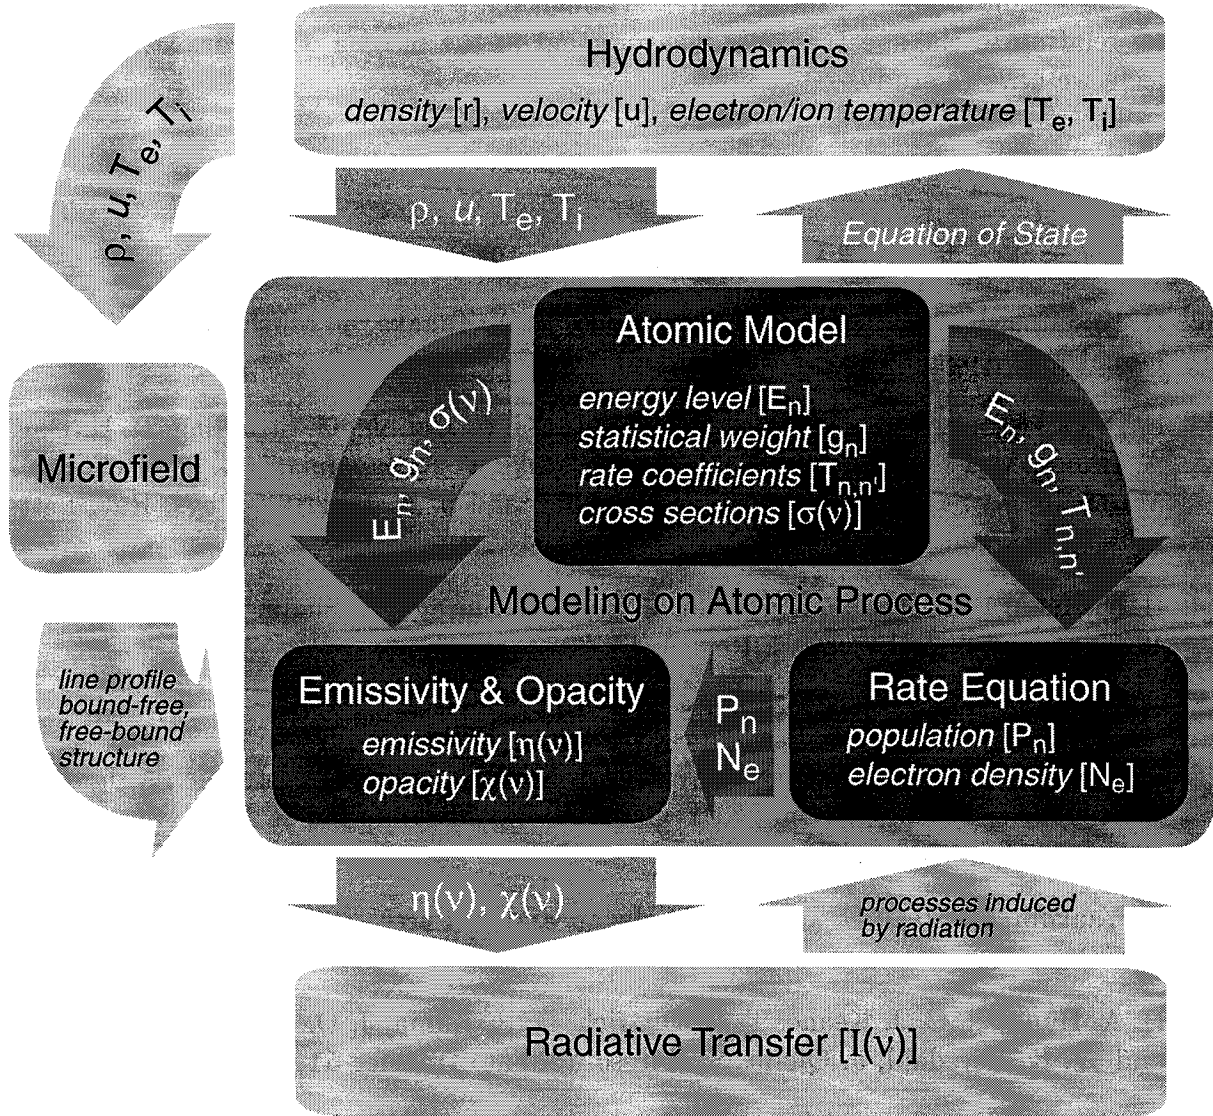 Hydrodynamics
density [r], velocity [u], electron/ion temperature [Tₑ, Tᵢ]
ρ, u, Tₑ, Tᵢ
ρ, u, Tₑ, Tᵢ
Equation of State
Atomic Model
energy level [Eₙ]
statistical weight [gₙ]
rate coefficients [Tₙ,ₙ']
cross sections [σ(ν)]
Eₙ, gₙ, σ(ν)
Eₙ, gₙ, Tₙ,ₙ'
Microfield
Modeling on Atomic Process
line profile
bound-free,
free-bound
structure
Emissivity & Opacity
emissivity [η(ν)]
opacity [χ(ν)]
Pₙ
Nₑ
Rate Equation
population [Pₙ]
electron density [Nₑ]
η(ν), χ(ν)
processes induced
by radiation
Radiative Transfer [I(ν)]